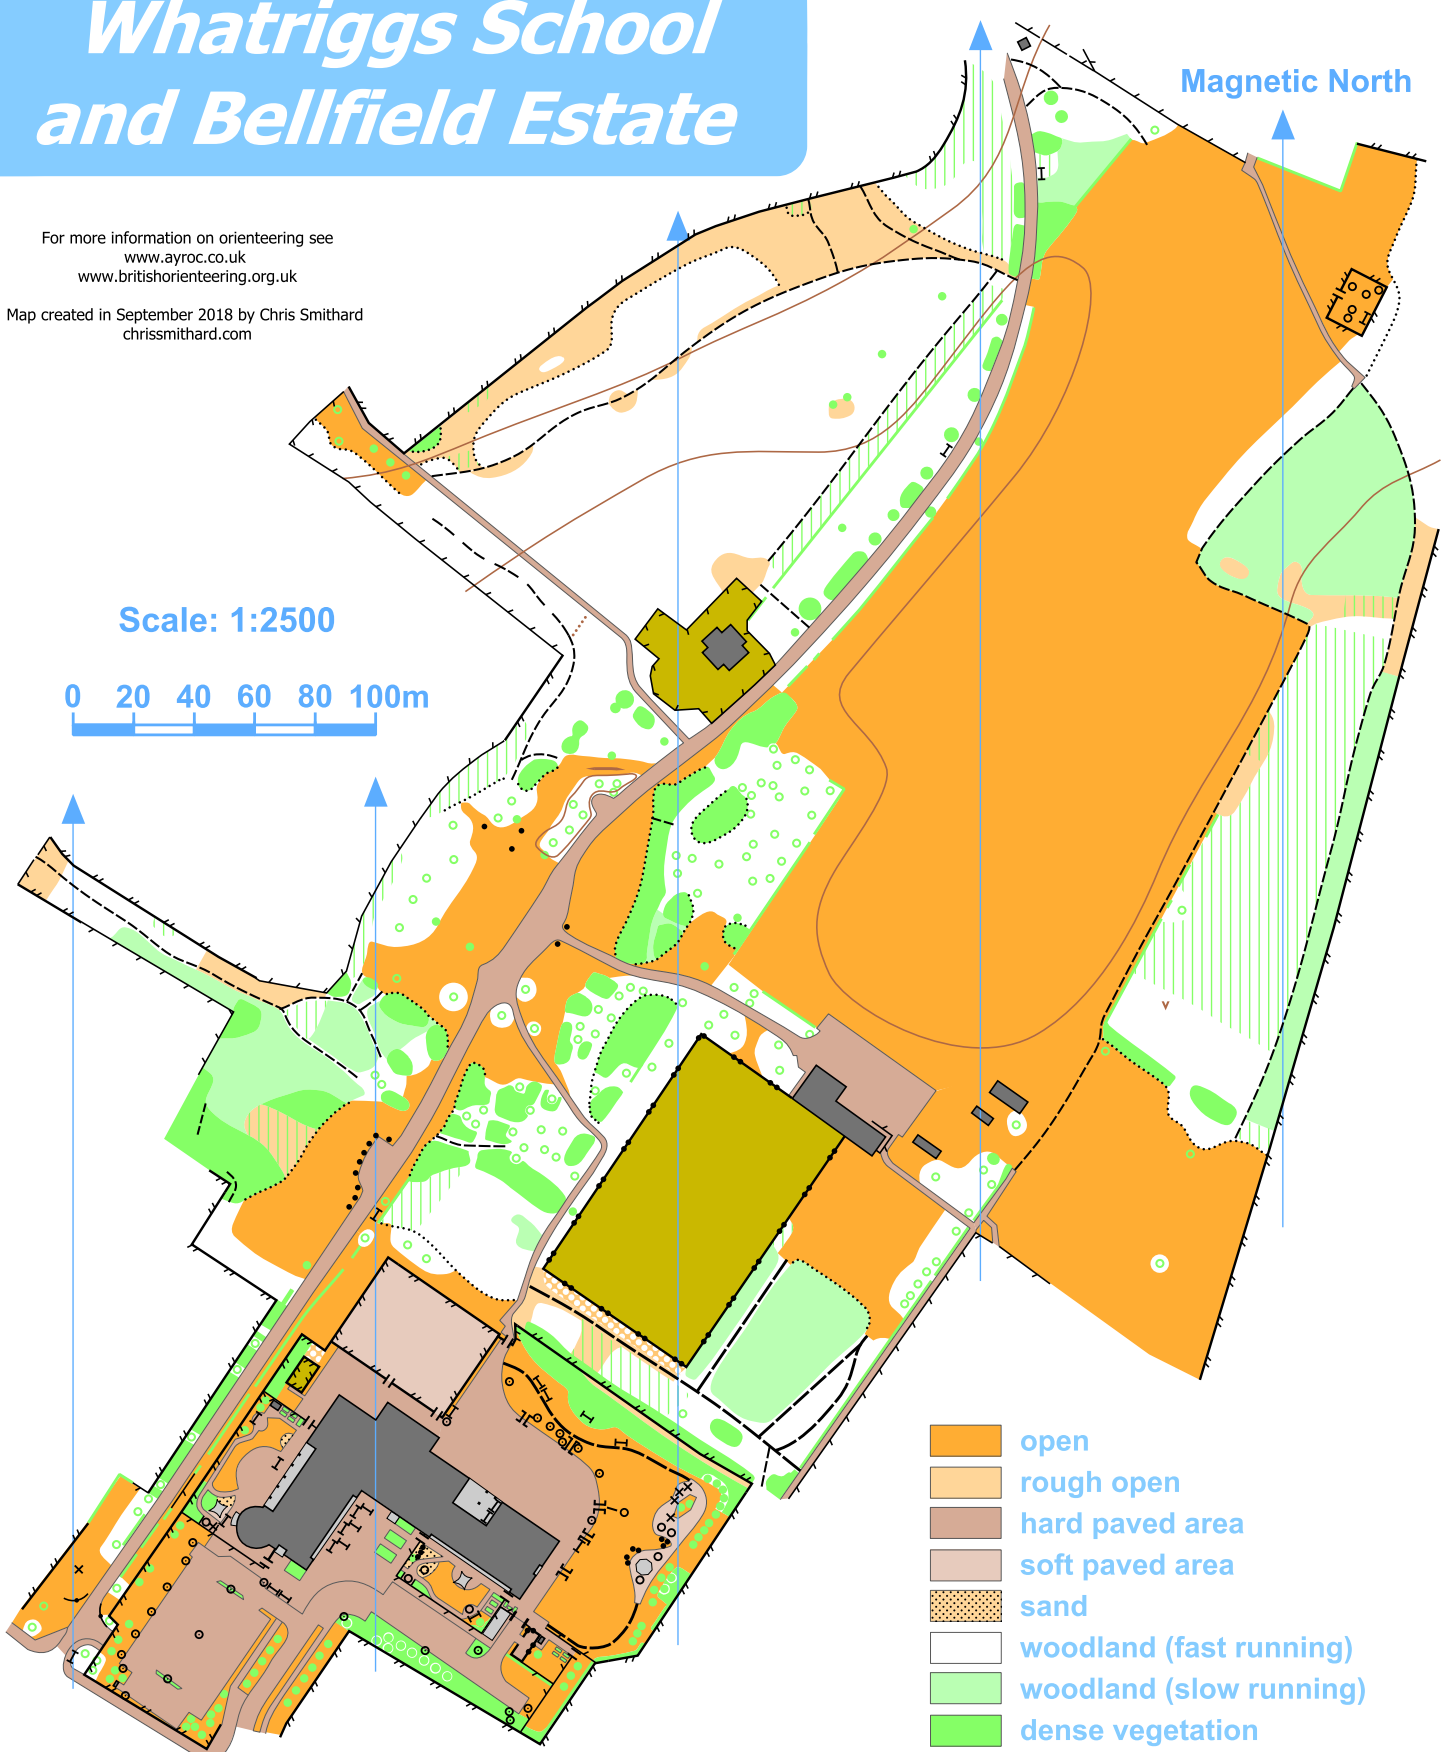 Whatriggs School
and Bellfield Estate
Magnetic North
For more information on orienteering see
www.ayroc.co.uk
www.britishorienteering.org.uk
Map created in September 2018 by Chris Smithard
chrissmithard.com
Scale: 1:2500
0 20 40 60 80 100m
open
rough open
hard paved area
soft paved area
sand
woodland (fast running)
woodland (slow running)
dense vegetation